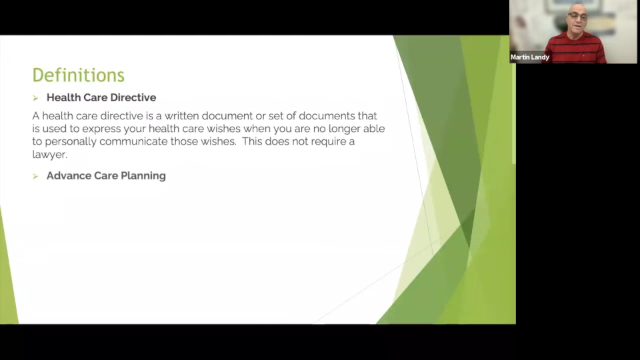 Martin Landy
Definitions
Health Care Directive
A health care directive is a written document or set of documents that
is used to express your health care wishes when you are no longer able
to personally communicate those wishes. This does not require a
lawyer.
Advance Care Planning